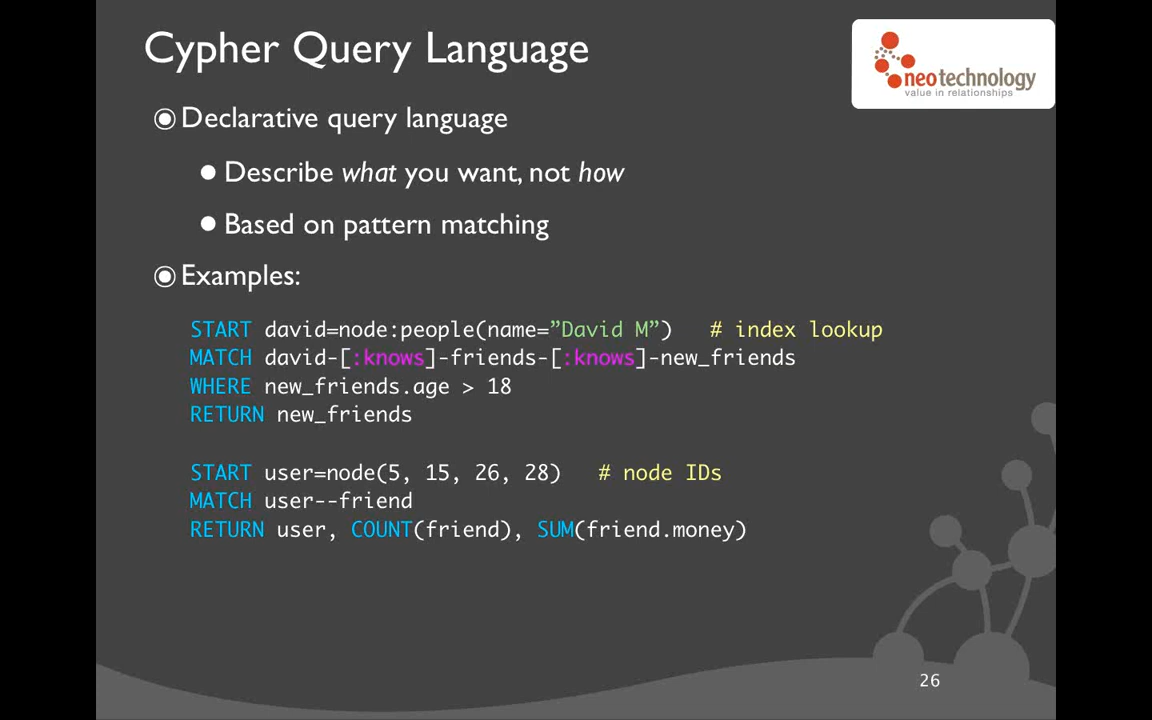 Cypher Query Language
neotechnology
value in relationships
Declarative query language
Describe what you want, not how
Based on pattern matching
Examples:
START david=node:people(name=”David M”) # index lookup
MATCH david-[:knows]-friends-[:knows]-new_friends
WHERE new_friends.age > 18
RETURN new_friends
START user=node(5, 15, 26, 28) # node IDs
MATCH user--friend
RETURN user, COUNT(friend), SUM(friend.money)
26